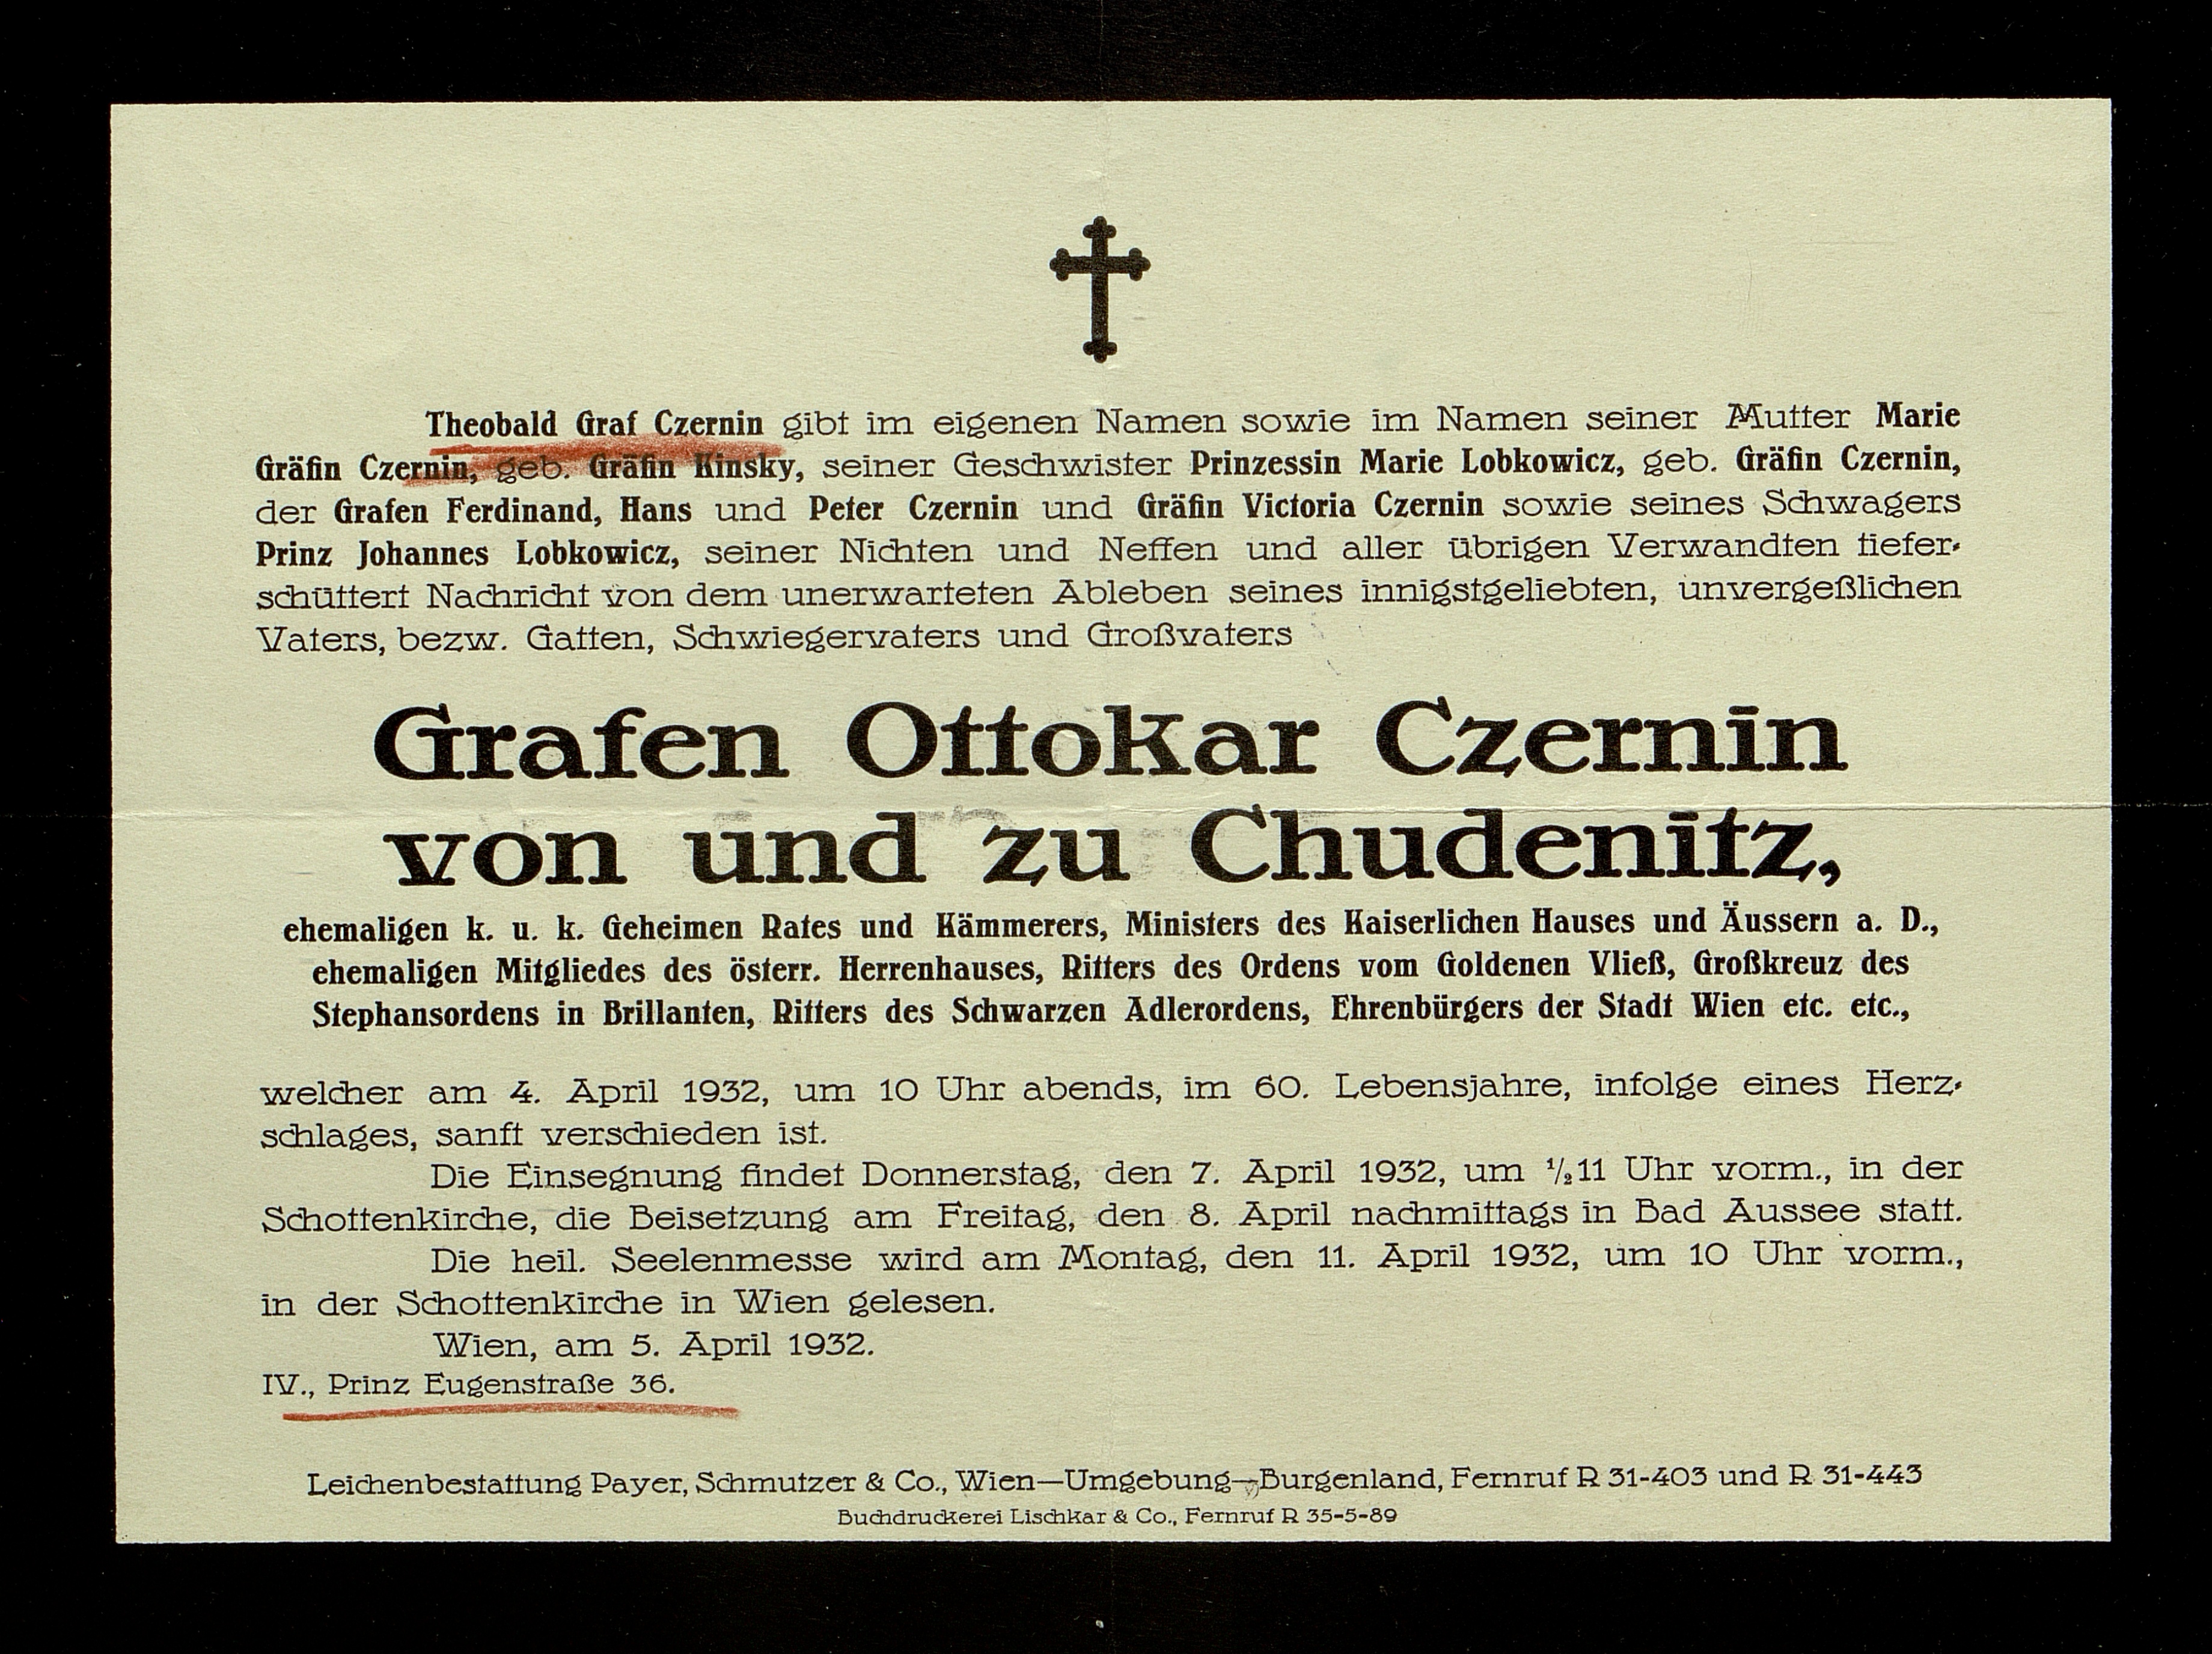 Theobald Graf Czernin gibt im eigenen Namen sowie im Namen seiner Mutter Marie
Gräfin Czernin, geb. Gräfin Kinsky, seiner Geschwister Prinzessin Marie Lobkowicz, geb. Gräfin Czernin,
der Grafen Ferdinand, Hans und Peter Czernin und Gräfin Victoria Czernin sowie seines Schwagers
Prinz Johannes Lobkowicz, seiner Nichten und Neffen und aller übrigen Verwandten tiefer-
schüttert Nachricht von dem unerwarteten Ableben seines innigstgeliebten, unvergeßlichen
Vaters, bezw. Gatten, Schwiegervaters und Großvaters
Grafen Ottokar Czernin
von und zu Chudenitz,
ehemaligen k. u. k. Geheimen Rates und Kämmerers, Ministers des Kaiserlichen Hauses und Äussern a. D.,
ehemaligen Mitgliedes des österr. Herrenhauses, Ritters des Ordens vom Goldenen Vließ, Großkreuz des
Stephansordens in Brillanten, Ritters des Schwarzen Adlerordens, Ehrenbürgers der Stadt Wien etc. etc.,
welcher am 4. April 1932, um 10 Uhr abends, im 60. Lebensjahre, infolge eines Herz-
schlages, sanft verschieden ist.
Die Einsegnung findet Donnerstag, den 7. April 1932, um ½11 Uhr vorm., in der
Schottenkirche, die Beisetzung am Freitag, den 8. April nachmittags in Bad Aussee statt.
Die heil. Seelenmesse wird am Montag, den 11. April 1932, um 10 Uhr vorm.,
in der Schottenkirche in Wien gelesen.
Wien, am 5. April 1932.
IV., Prinz Eugenstraße 36.
Leichenbestattung Payer, Schmutzer & Co., Wien—Umgebung—Burgenland, Fernruf R 31-403 und R 31-443
Buchdruckerei Lischkar & Co., Fernruf R 35-5-89